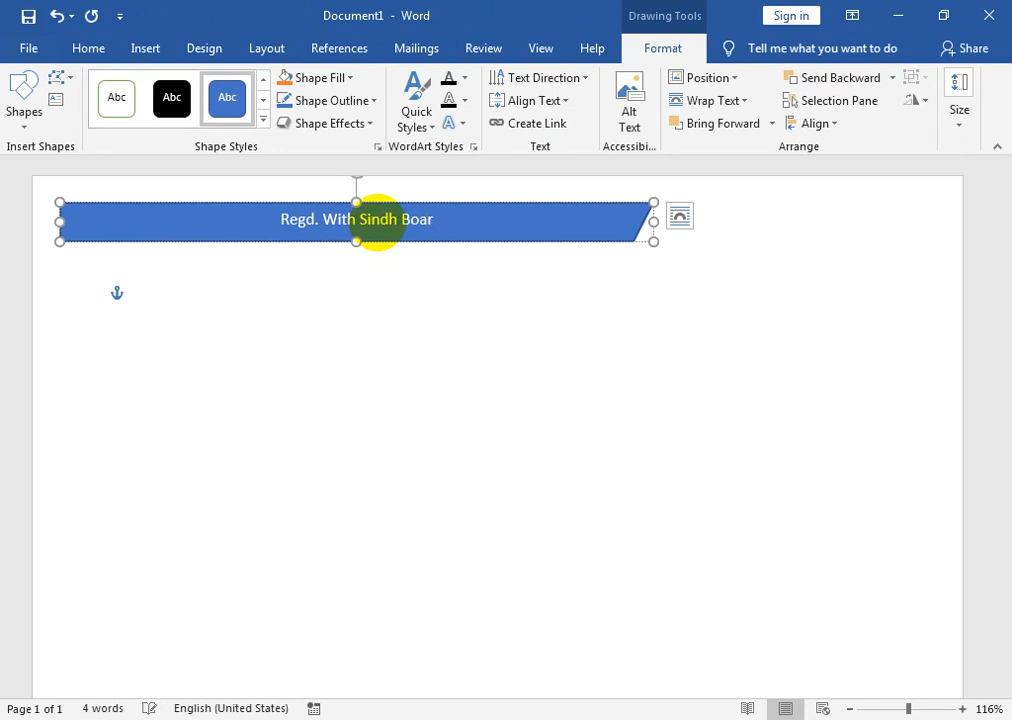 Document1 - Word
Drawing Tools
Sign in
File Home Insert Design Layout References Mailings Review View Help Format Tell me what you want to do Share
Shapes
Insert Shapes
Abc Abc Abc
Shape Fill
Shape Outline
Shape Effects
Shape Styles
Quick Styles
WordArt Styles
Text Direction
Align Text
Create Link
Text
Alt Text
Accessibi...
Position
Wrap Text
Bring Forward
Send Backward
Selection Pane
Align
Arrange
Size
Regd. With Sindh Boar
Page 1 of 1 4 words English (United States) 116%